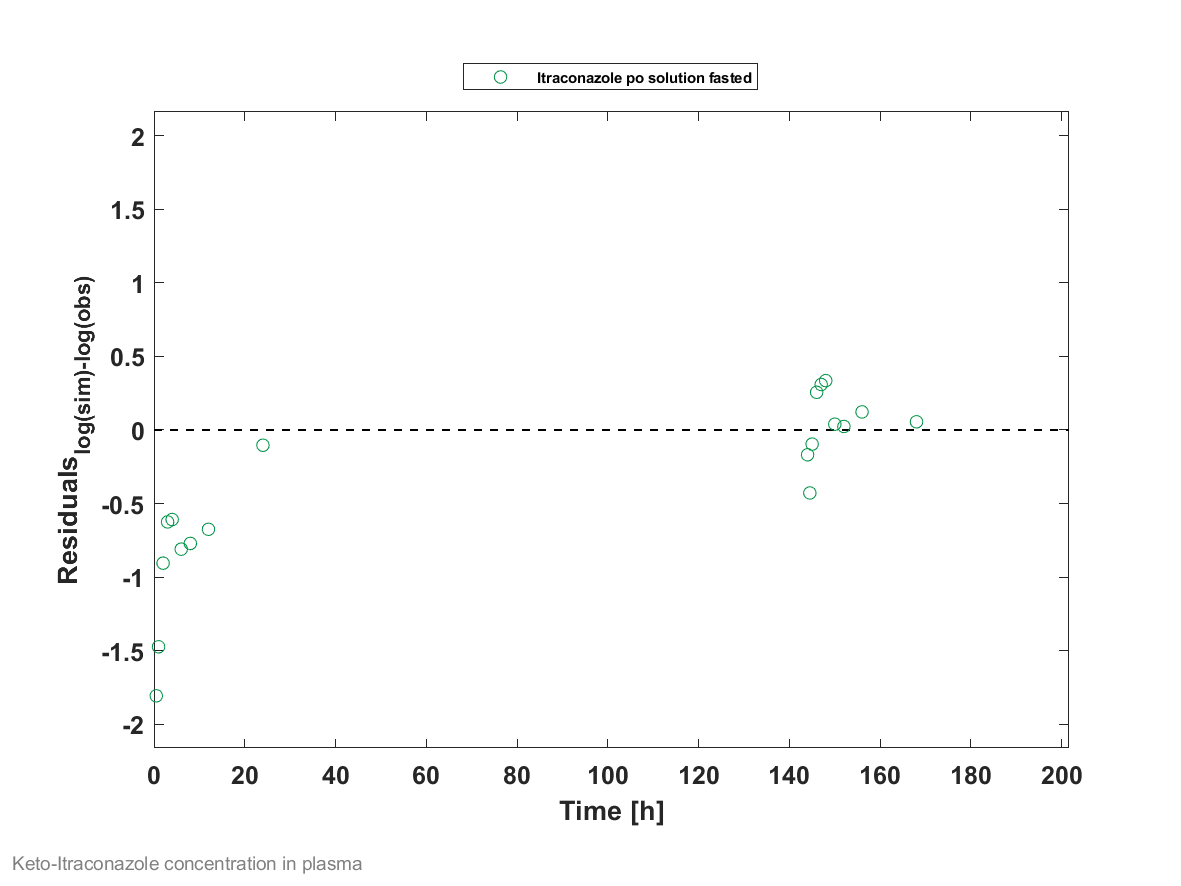 Itraconazole po solution fasted
2
1.5
1
0.5
0
-0.5
-1
-1.5
-2
Residuals log(sim)-log(obs)
0 20 40 60 80 100 120 140 160 180 200
Time [h]
Keto-Itraconazole concentration in plasma